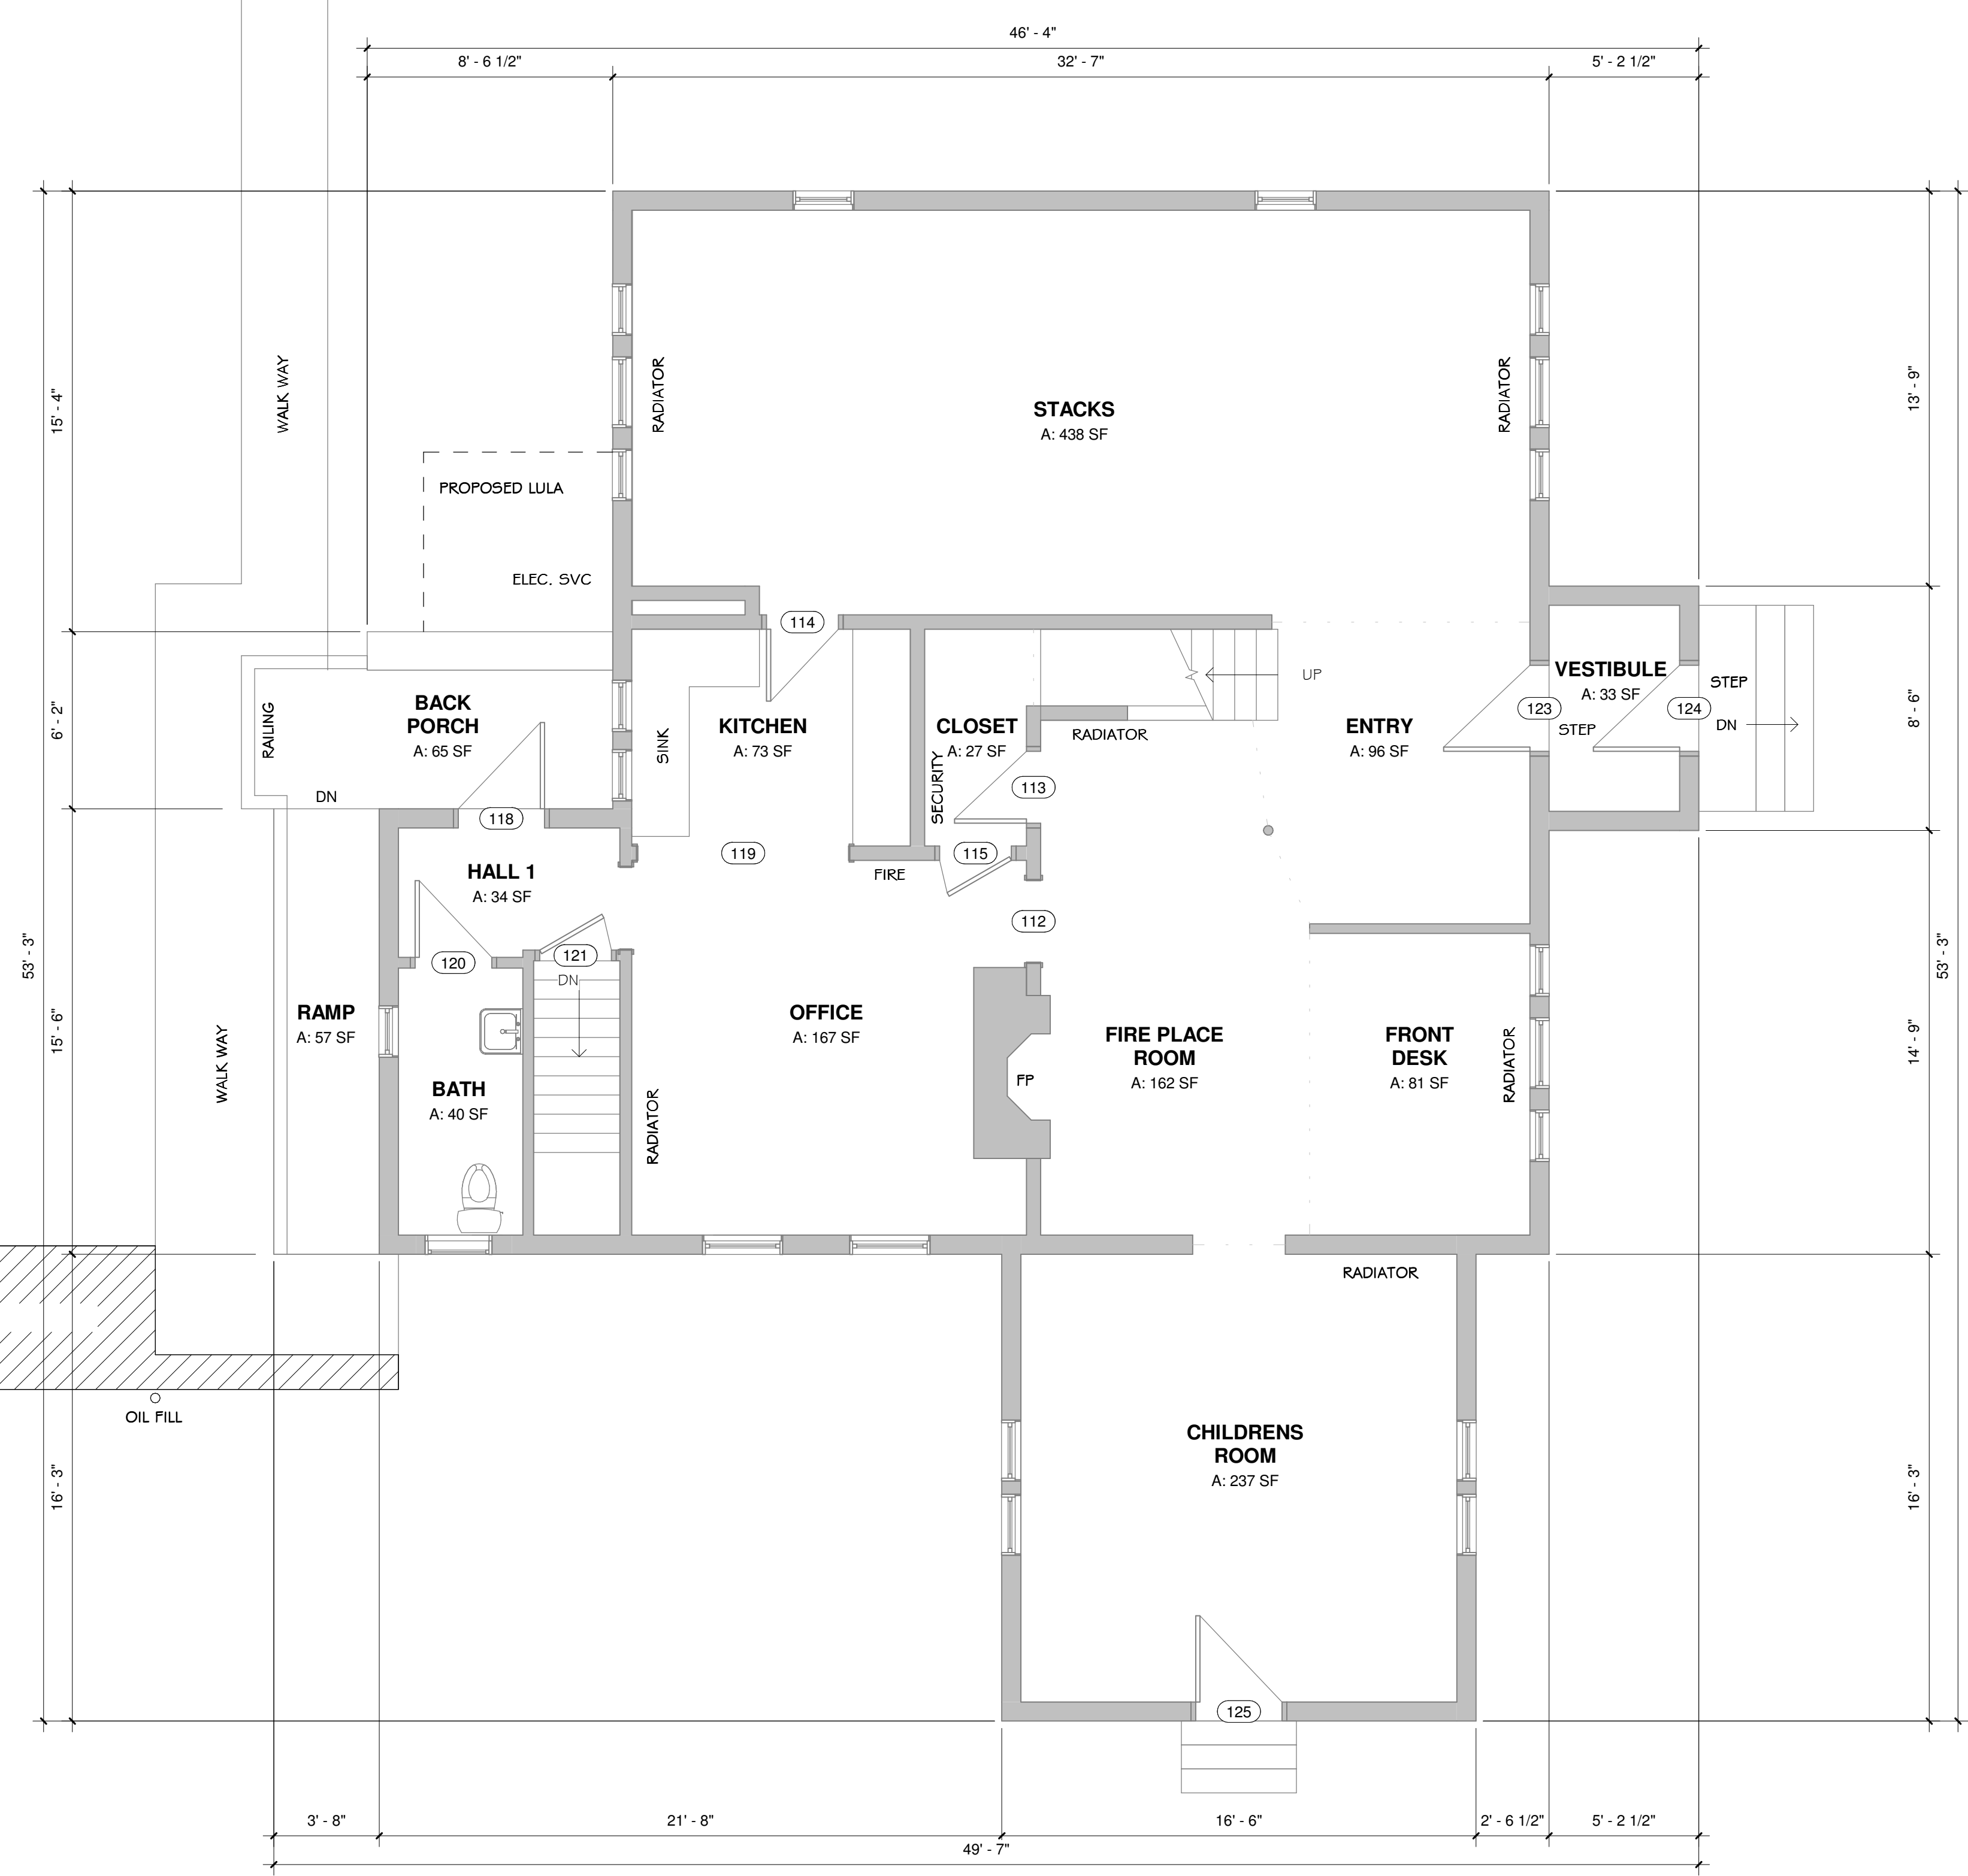 46' - 4"
8' - 6 1/2"
32' - 7"
5' - 2 1/2"
15' - 4"
WALK WAY
RADIATOR
STACKS
A: 438 SF
RADIATOR
13' - 9"
PROPOSED LULA
ELEC. SVC
114
6' - 2"
RAILING
BACK
PORCH
A: 65 SF
DN
SINK
KITCHEN
A: 73 SF
CLOSET
A: 27 SF
SECURITY
RADIATOR
UP
ENTRY
A: 96 SF
123
VESTIBULE
A: 33 SF
STEP
124
STEP
DN
8' - 6"
113
118
119
115
FIRE
HALL 1
A: 34 SF
112
53' - 3"
120
121
DN
53' - 3"
15' - 6"
WALK WAY
RAMP
A: 57 SF
BATH
A: 40 SF
RADIATOR
OFFICE
A: 167 SF
FP
FIRE PLACE
ROOM
A: 162 SF
FRONT
DESK
A: 81 SF
RADIATOR
14' - 9"
RADIATOR
OIL FILL
16' - 3"
CHILDRENS
ROOM
A: 237 SF
16' - 3"
125
3' - 8"
21' - 8"
16' - 6"
2' - 6 1/2"
5' - 2 1/2"
49' - 7"